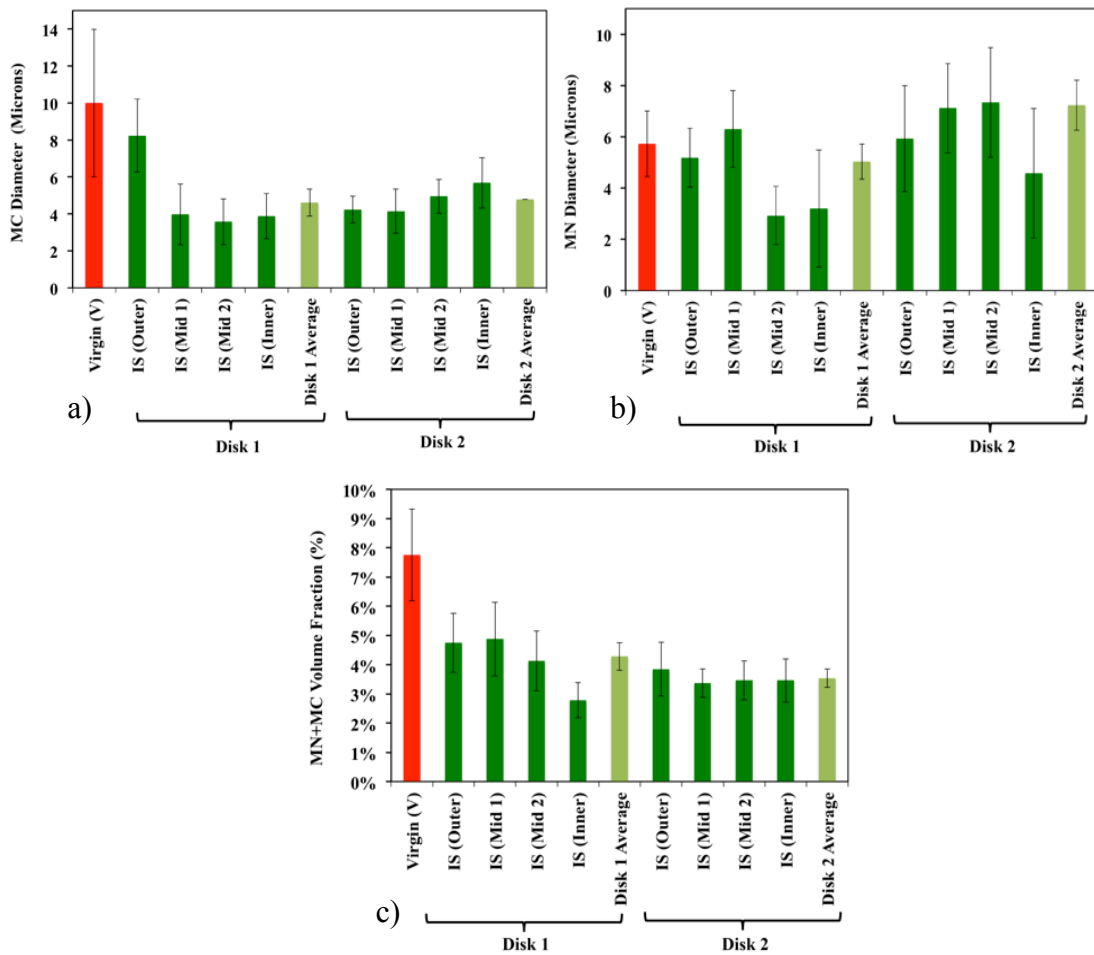 MC Diameter (Microns)
14
12
10
8
6
4
2
0
Virgin (V)
IS (Outer)
IS (Mid 1)
IS (Mid 2)
IS (Inner)
Disk 1 Average
IS (Outer)
IS (Mid 1)
IS (Mid 2)
IS (Inner)
Disk 2 Average
a)
Disk 1
Disk 2
MN Diameter (Microns)
10
8
6
4
2
0
Virgin (V)
IS (Outer)
IS (Mid 1)
IS (Mid 2)
IS (Inner)
Disk 1 Average
IS (Outer)
IS (Mid 1)
IS (Mid 2)
IS (Inner)
Disk 2 Average
b)
Disk 1
Disk 2
MN+MC Volume Fraction (%)
10%
9%
8%
7%
6%
5%
4%
3%
2%
1%
0%
Virgin (V)
IS (Outer)
IS (Mid 1)
IS (Mid 2)
IS (Inner)
Disk 1 Average
IS (Outer)
IS (Mid 1)
IS (Mid 2)
IS (Inner)
Disk 2 Average
c)
Disk 1
Disk 2